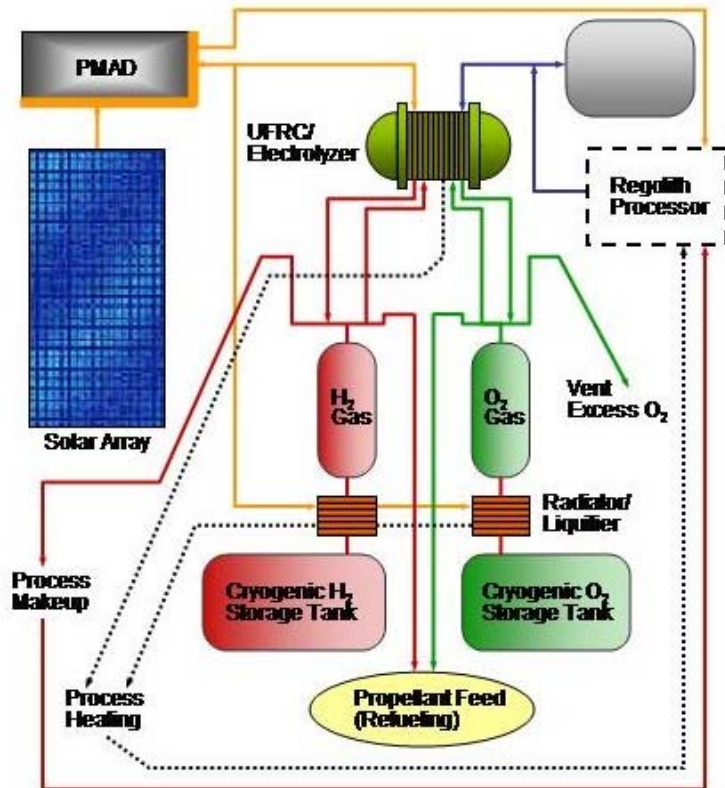 PMAD
UFRC/
Electrolyzer
Regolith
Processor
H₂
Gas
O₂
Gas
Vent
Excess O₂
Solar Array
Radiator/
Liquifier
Process
Makeup
Cryogenic H₂
Storage Tank
Cryogenic O₂
Storage Tank
Process
Heating
Propellant Feed
(Refueling)